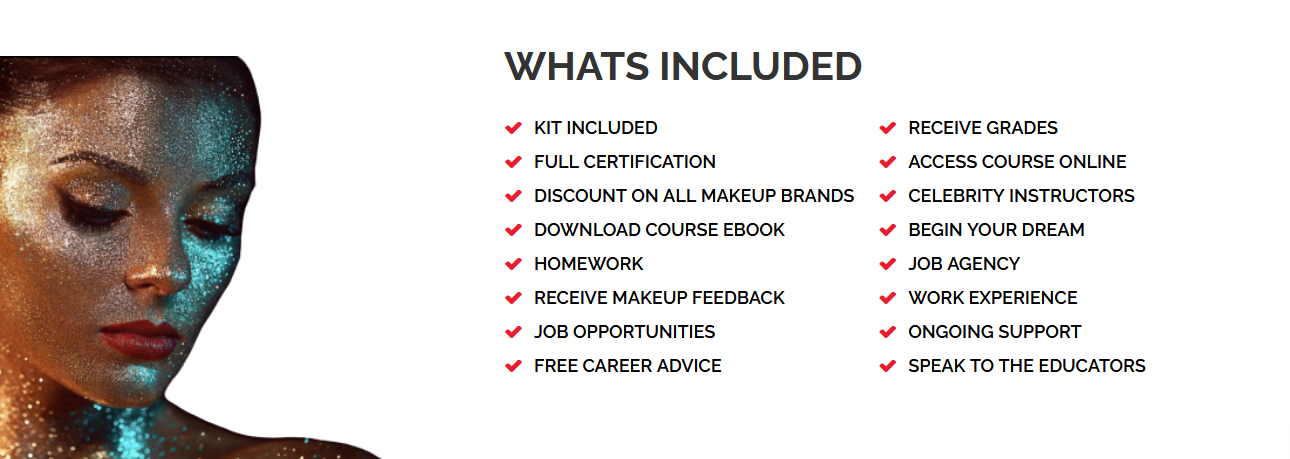 WHATS INCLUDED
KIT INCLUDED
FULL CERTIFICATION
DISCOUNT ON ALL MAKEUP BRANDS
DOWNLOAD COURSE EBOOK
HOMEWORK
RECEIVE MAKEUP FEEDBACK
JOB OPPORTUNITIES
FREE CAREER ADVICE
RECEIVE GRADES
ACCESS COURSE ONLINE
CELEBRITY INSTRUCTORS
BEGIN YOUR DREAM
JOB AGENCY
WORK EXPERIENCE
ONGOING SUPPORT
SPEAK TO THE EDUCATORS